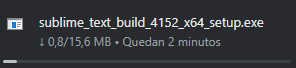 sublime_text_build_4152_x64_setup.exe
↓ 0,8/15,6 MB • Quedan 2 minutos